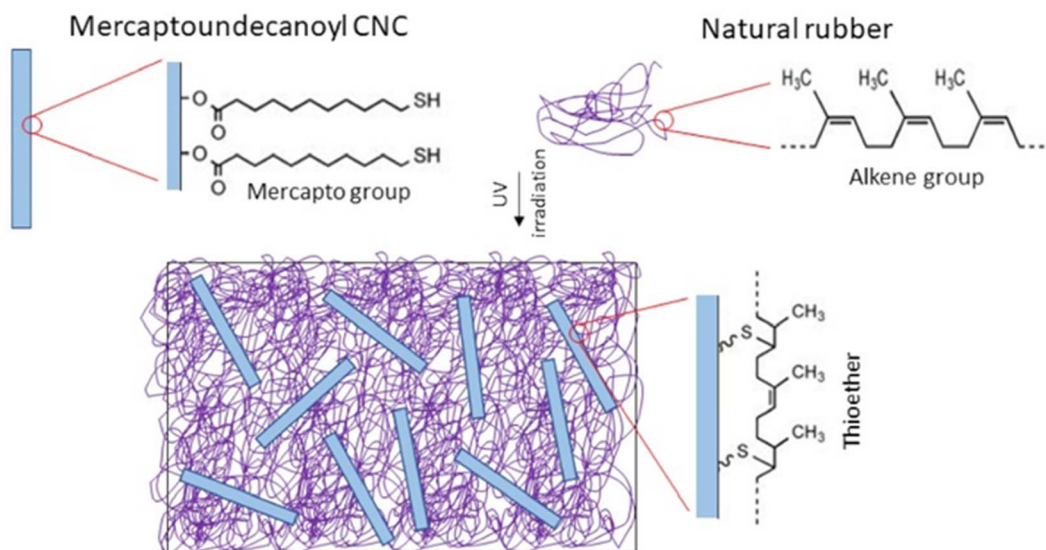 Mercaptoundecanoyl CNC
O
SH
O
O
SH
O
Mercapto group
Natural rubber
H₃C
H₃C
H₃C
Alkene group
UV
irradiation
S
CH₃
CH₃
S
CH₃
Thioether